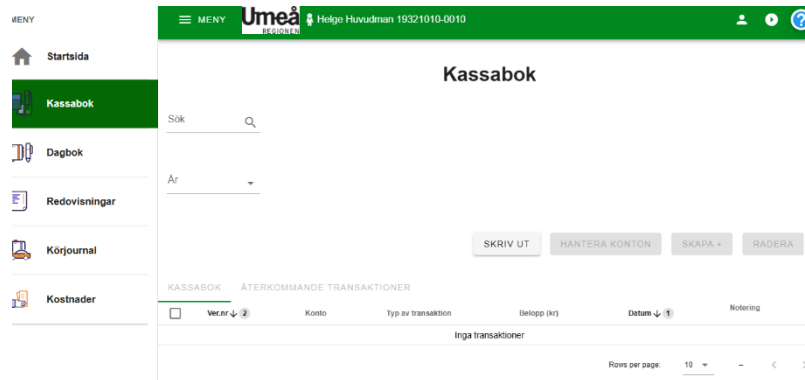 MENY
Startsida
Kassabok
Dagbok
Redovisningar
Körjournal
Kostnader
MENY
Umeå
REGIONEN
Helge Huvudman 19321010-0010
?
Kassabok
Sök
År
SKRIV UT HANTERA KONTON SKAPA + RADERA
KASSABOK ÅTERKOMMANDE TRANSAKTIONER
Ver.nr ↓ 2 Konto Typ av transaktion Belopp (kr) Datum ↓ 1 Notering
Inga transaktioner
Rows per page: 10 –